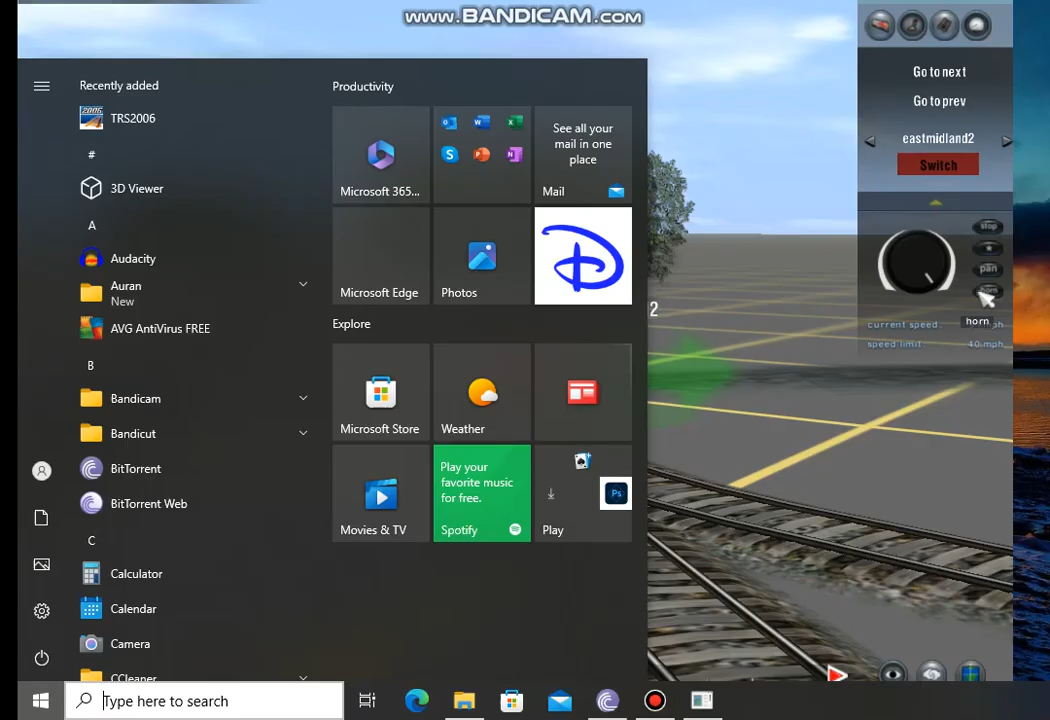 www.BANDICAM.com
Recently added
TRS2006
#
3D Viewer
A
Audacity
Auran
New
AVG AntiVirus FREE
B
Bandicam
Bandicut
BitTorrent
BitTorrent Web
C
Calculator
Calendar
Camera
CCleaner
Productivity
Microsoft 365...
See all your mail in one place
Mail
Microsoft Edge
Photos
Explore
Microsoft Store
Weather
Movies & TV
Play your favorite music for free.
Spotify
Ps
Play
Type here to search
2
Go to next
Go to prev
eastmidland2
Switch
stop
pan
horn
current speed.
speed limit.
40 mph